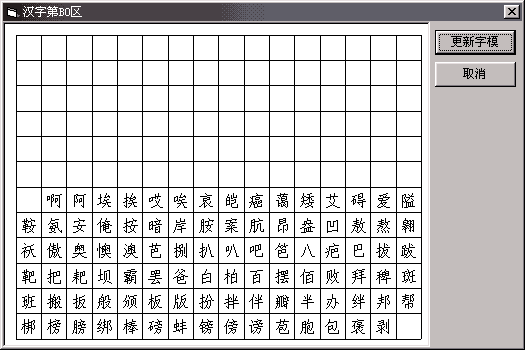 汉字第B0区
更新字模
取消
啊 阿 埃 挨 哎 唉 哀 皑 癌 蔼 矮 艾 碍 爱 隘
鞍 氨 安 俺 按 暗 岸 胺 案 肮 昂 盎 凹 敖 熬 翱
袄 傲 奥 懊 澳 芭 捌 扒 叭 吧 笆 八 疤 巴 拔 跋
靶 把 耙 坝 霸 罢 爸 白 柏 百 摆 佰 败 拜 稗 斑
班 搬 扳 般 颁 板 版 扮 拌 伴 瓣 半 办 绊 邦 帮
梆 榜 膀 绑 棒 磅 蚌 镑 傍 谤 苞 胞 包 褒 剥